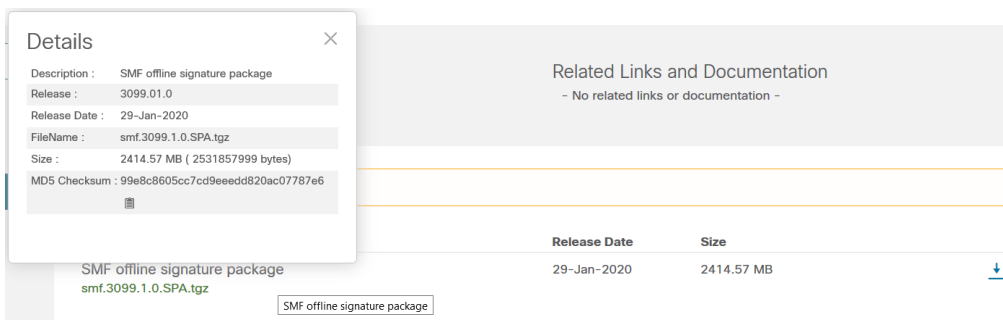 Details
Description : SMF offline signature package
Release : 3099.01.0
Release Date : 29-Jan-2020
FileName : smf.3099.1.0.SPA.tgz
Size : 2414.57 MB ( 2531857999 bytes)
MD5 Checksum : 99e8c8605cc7cd9eeedd820ac07787e6
Related Links and Documentation
- No related links or documentation -
Release Date Size
SMF offline signature package 29-Jan-2020 2414.57 MB
smf.3099.1.0.SPA.tgz
SMF offline signature package